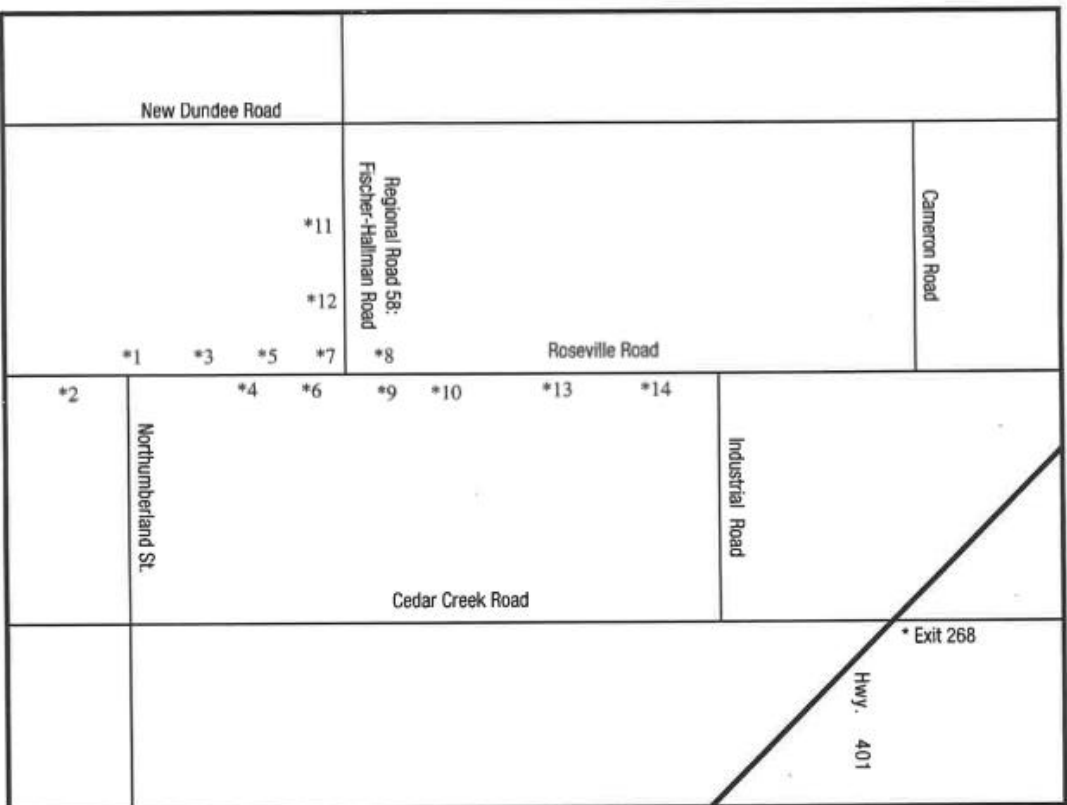 New Dundee Road
Regional Road 58:
Fischer-Hallman Road
Cameron Road
*11
*12
*1 *3 *5 *7 *8 Roseville Road
*2 *4 *6 *9 *10 *13 *14
Northumberland St.
Industrial Road
Cedar Creek Road
* Exit 268
Hwy. 401